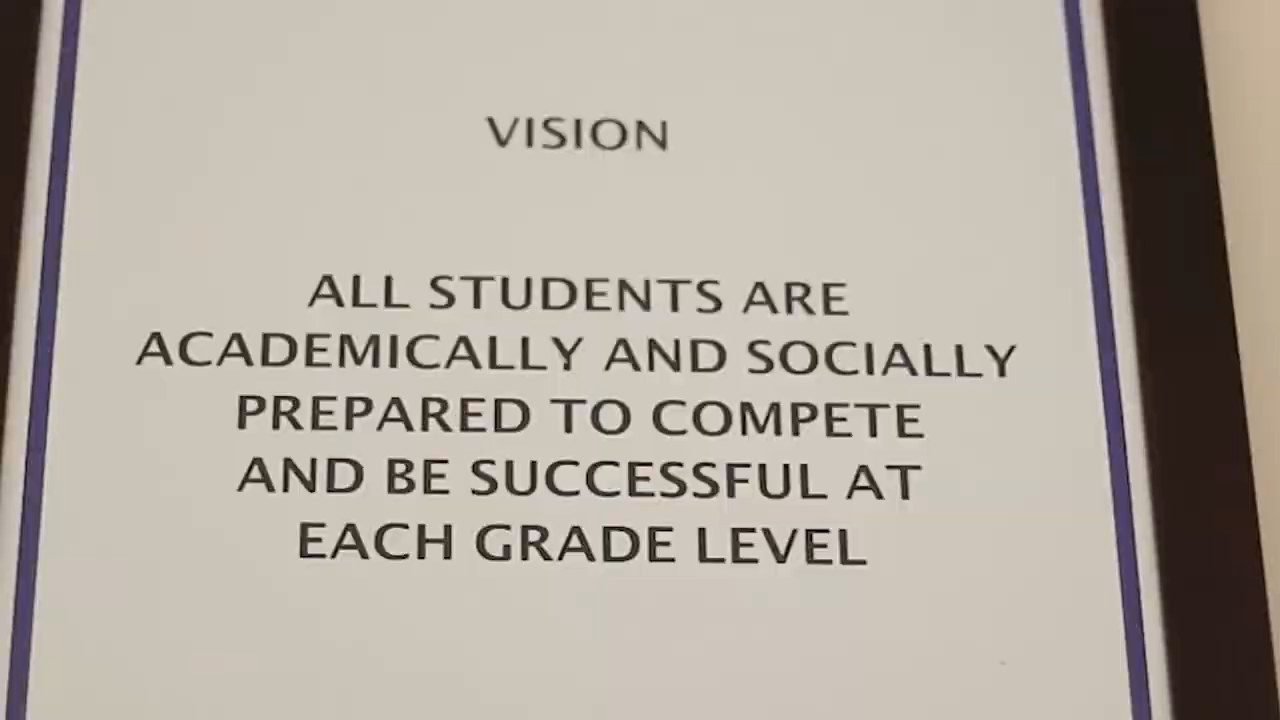 VISION
ALL STUDENTS ARE
ACADEMICALLY AND SOCIALLY
PREPARED TO COMPETE
AND BE SUCCESSFUL AT
EACH GRADE LEVEL